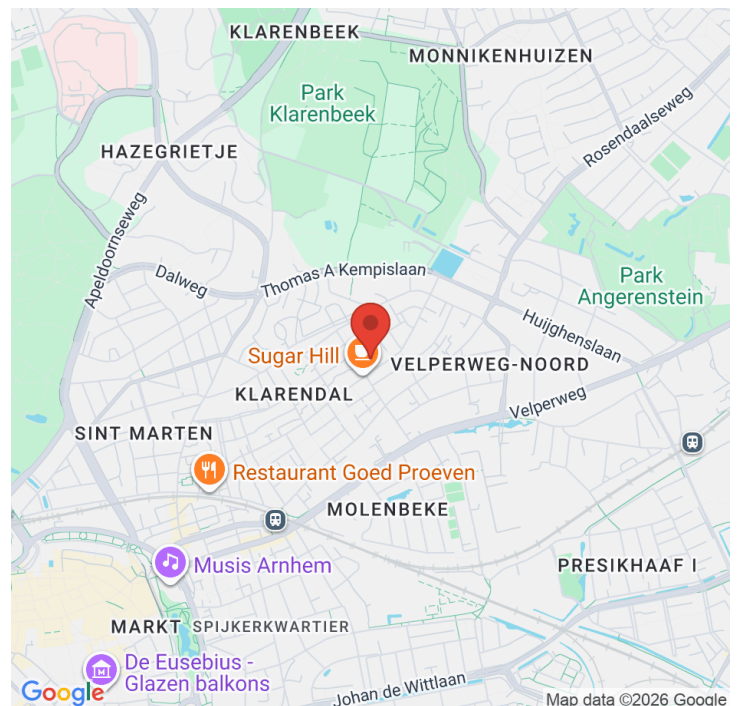 KLARENBEEK
MONNIKENHUIZEN
Park
Klarenbeek
Rosendaalseweg
HAZEGRIETJE
Apeldoornseweg
Dalweg
Thomas A Kempislaan
Park
Angerenstein
Huijghenslaan
Sugar Hill
VELPERWEG-NOORD
KLARENDAL
Velperweg
SINT MARTEN
Restaurant Goed Proeven
MOLENBEKE
Musis Arnhem
PRESIKHAAF I
MARKT
SPIJKERKWARTIER
De Eusebius -
Glazen balkons
Johan de Wittlaan
Google
Map data ©2026 Google